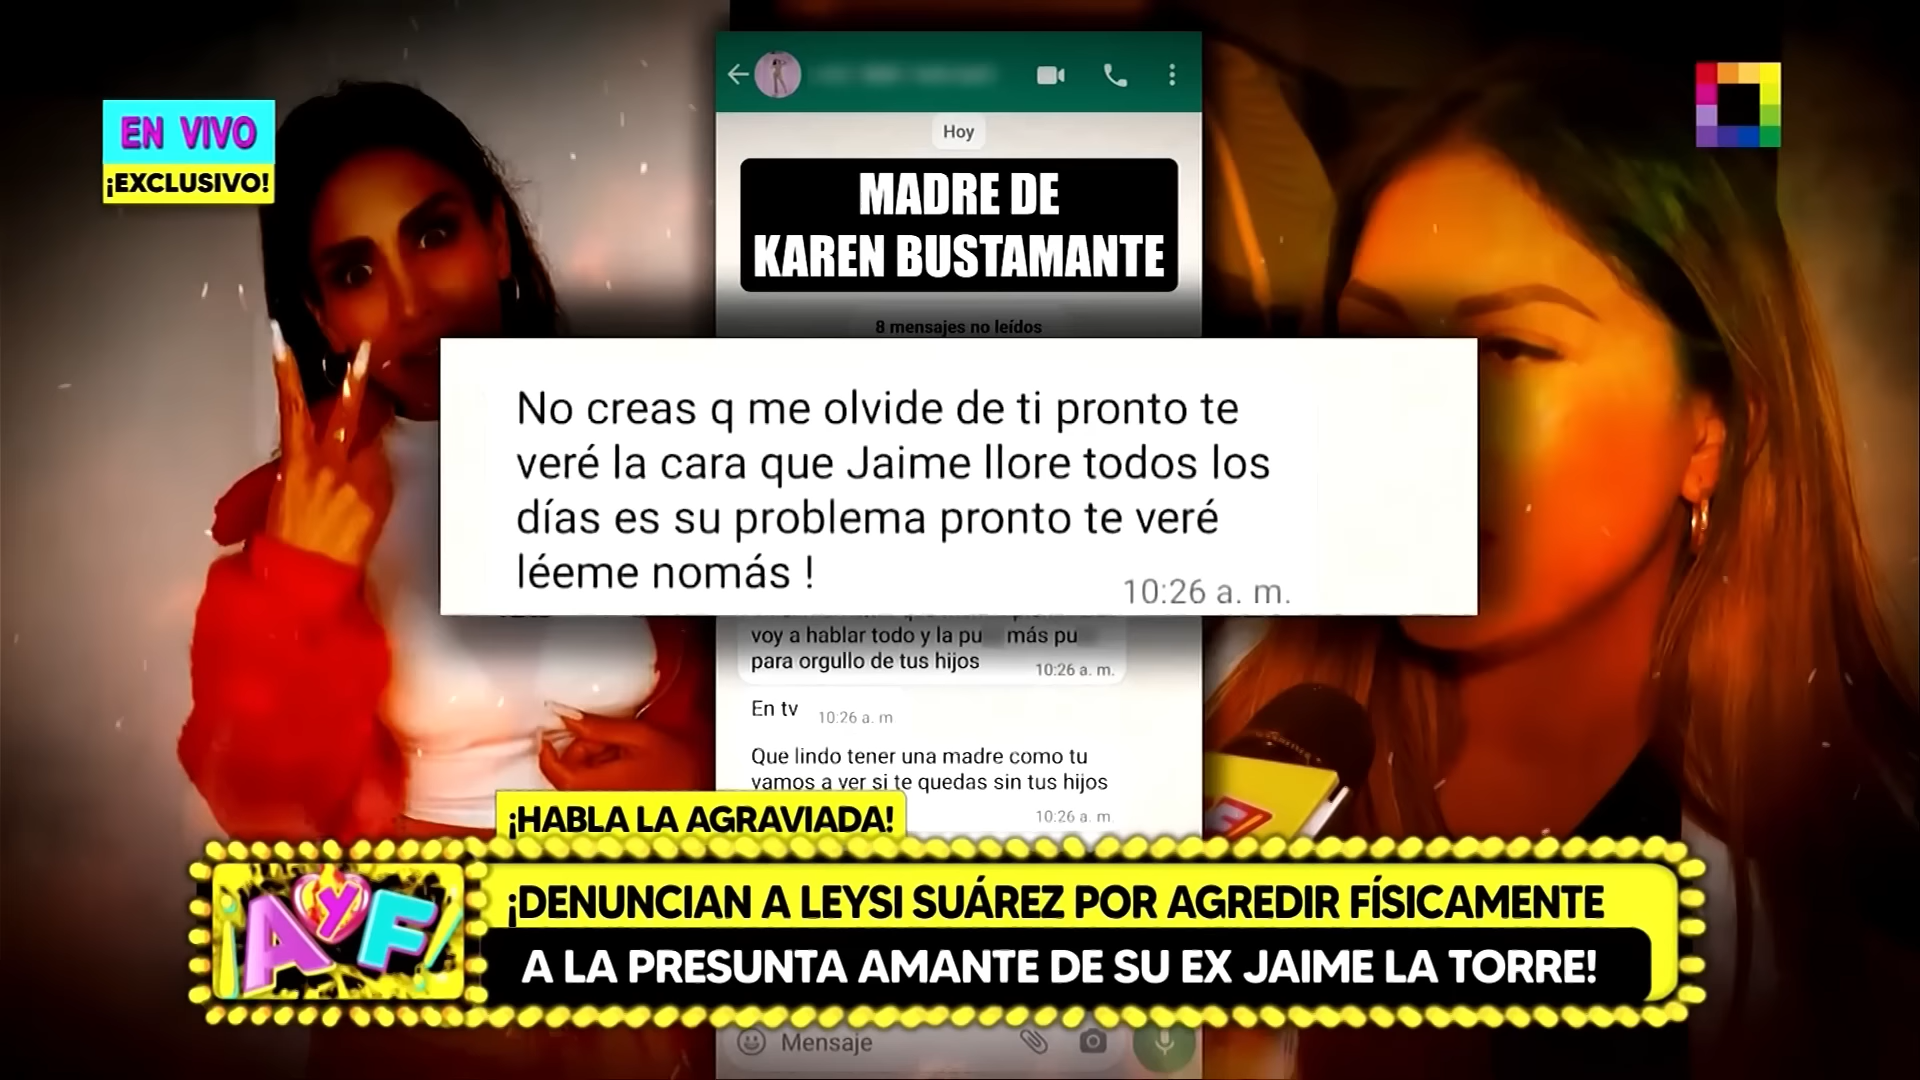 EN VIVO
¡EXCLUSIVO!
Hoy
MADRE DE
KAREN BUSTAMANTE
8 mensajes no leídos
No creas q me olvide de ti pronto te
veré la cara que Jaime llore todos los
días es su problema pronto te veré
léeme nomás !
10:26 a. m.
voy a hablar todo y la pu más pu
para orgullo de tus hijos
10:26 a. m.
En tv
10:26 a. m
Que lindo tener una madre como tu
vamos a ver si te quedas sin tus hijos
10:26 a. m.
¡HABLA LA AGRAVIADA!
¡AyF!
¡DENUNCIAN A LEYSI SUÁREZ POR AGREDIR FÍSICAMENTE
A LA PRESUNTA AMANTE DE SU EX JAIME LA TORRE!
Mensaje